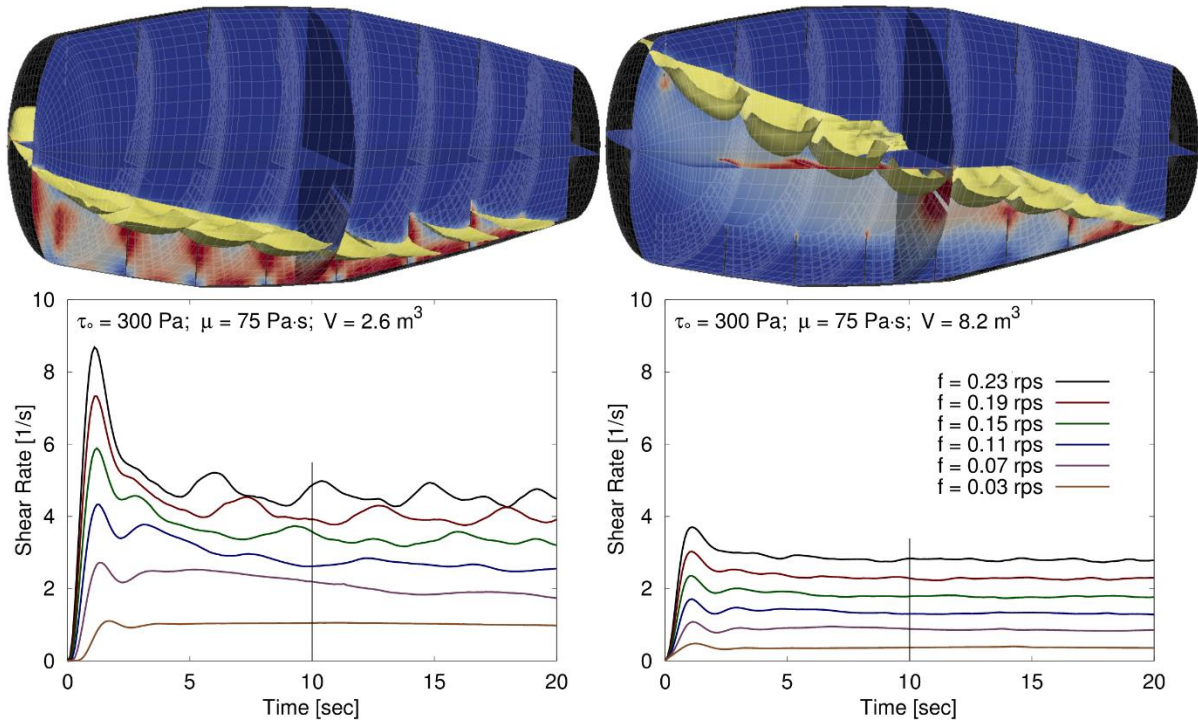 10
8
6
4
2
0
Shear Rate [1/s]
τₒ = 300 Pa; μ = 75 Pa·s; V = 2.6 m³
0 5 10 15 20
Time [sec]
10
8
6
4
2
0
Shear Rate [1/s]
τₒ = 300 Pa; μ = 75 Pa·s; V = 8.2 m³
f = 0.23 rps
f = 0.19 rps
f = 0.15 rps
f = 0.11 rps
f = 0.07 rps
f = 0.03 rps
0 5 10 15 20
Time [sec]